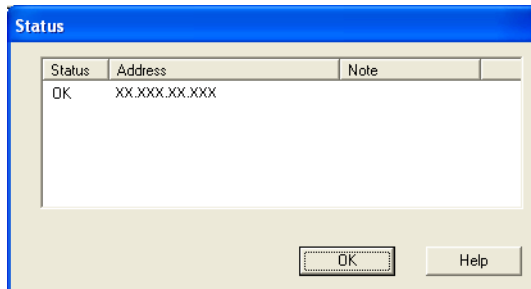 Status
Status Address Note
OK XX.XXX.XX.XXX
OK Help